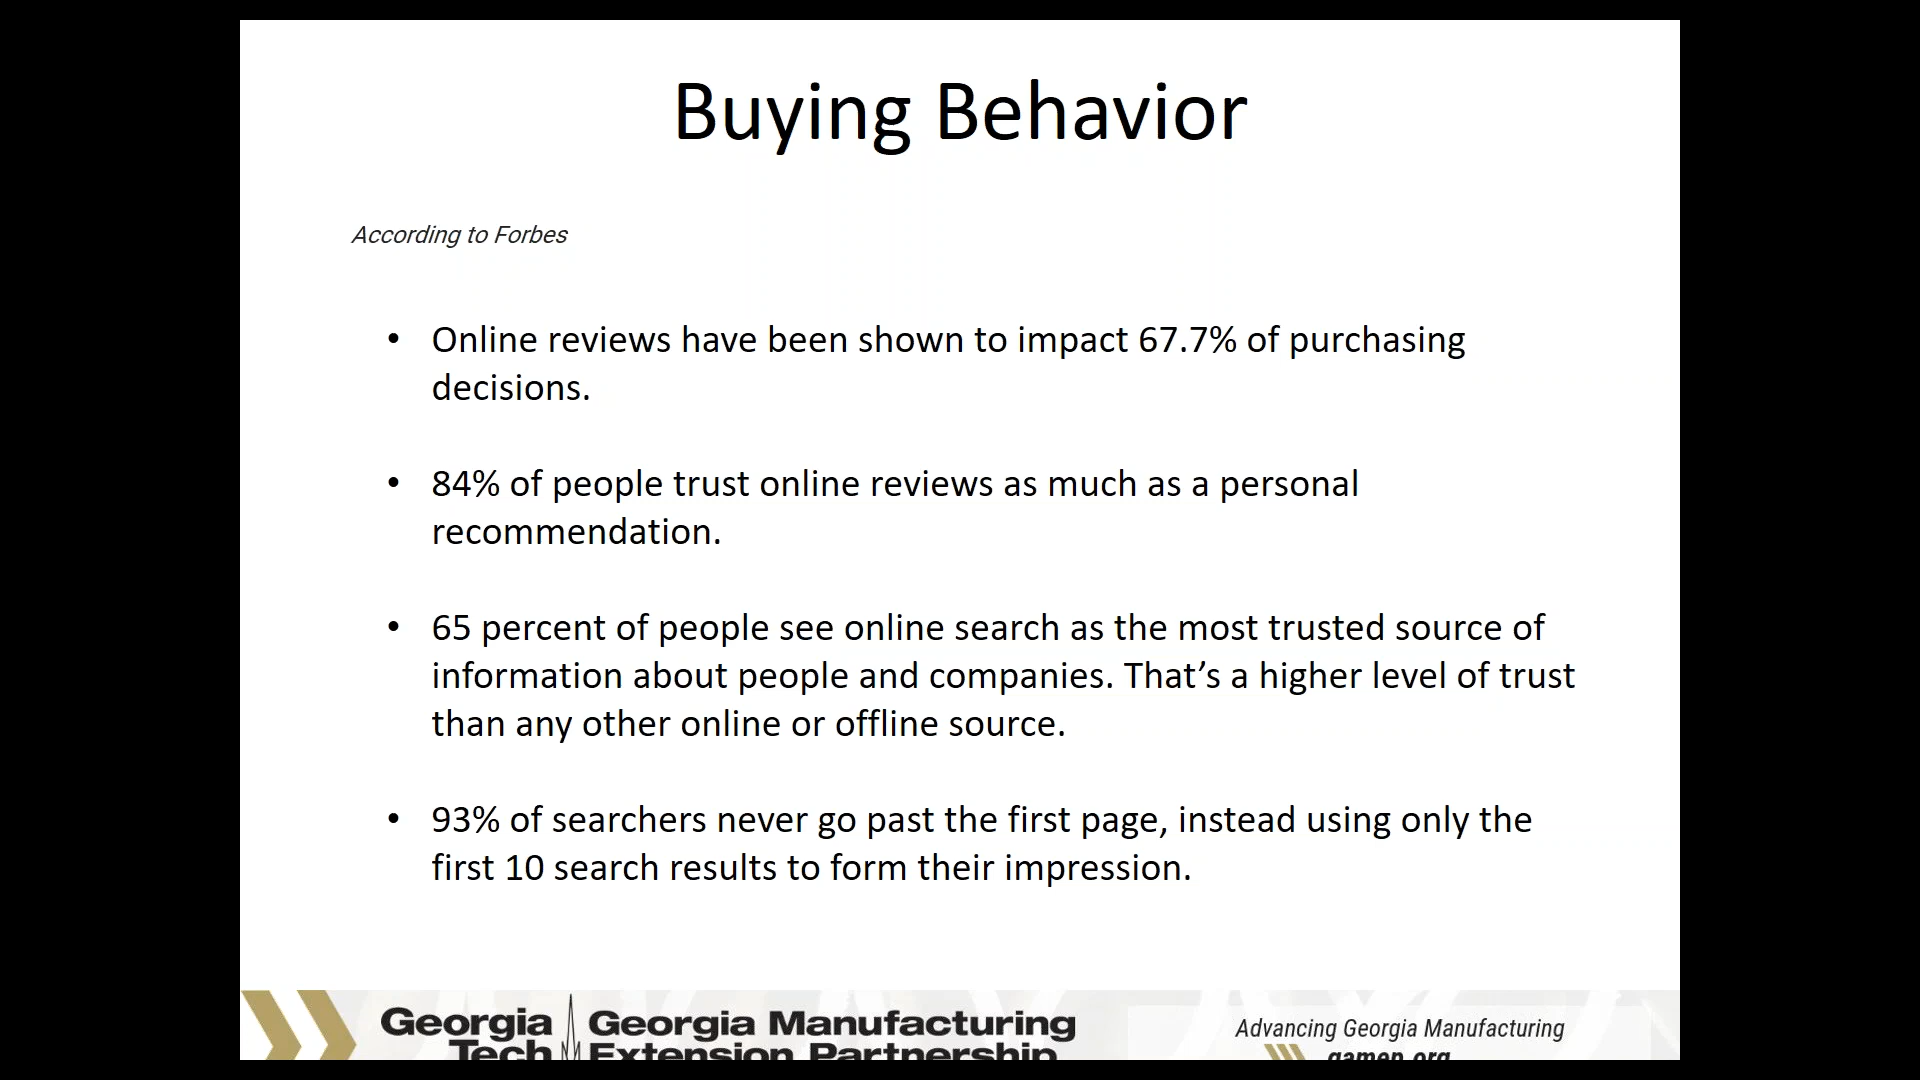 Buying Behavior
According to Forbes
• Online reviews have been shown to impact 67.7% of purchasing
decisions.
• 84% of people trust online reviews as much as a personal
recommendation.
• 65 percent of people see online search as the most trusted source of
information about people and companies. That’s a higher level of trust
than any other online or offline source.
• 93% of searchers never go past the first page, instead using only the
first 10 search results to form their impression.
Georgia Tech
Georgia Manufacturing
Extension Partnership
Advancing Georgia Manufacturing
gamep.org